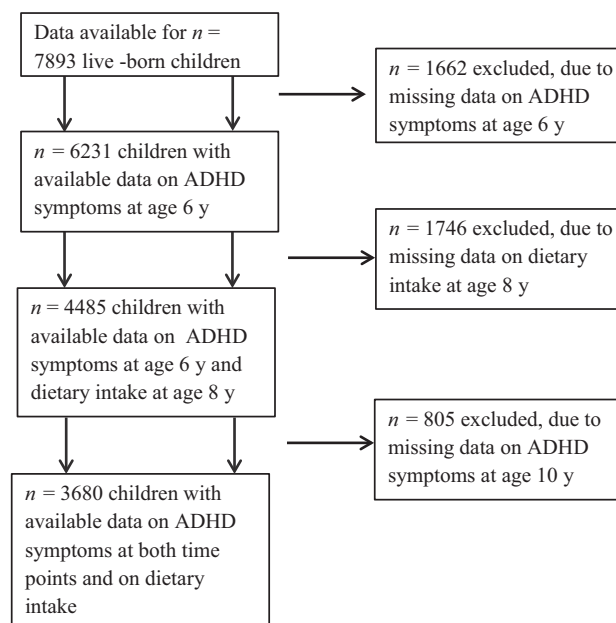 Data available for n =
7893 live -born children
n = 1662 excluded, due to
missing data on ADHD
symptoms at age 6 y
n = 6231 children with
available data on ADHD
symptoms at age 6 y
n = 1746 excluded, due to
missing data on dietary
intake at age 8 y
n = 4485 children with
available data on ADHD
symptoms at age 6 y and
dietary intake at age 8 y
n = 805 excluded, due to
missing data on ADHD
symptoms at age 10 y
n = 3680 children with
available data on ADHD
symptoms at both time
points and on dietary
intake